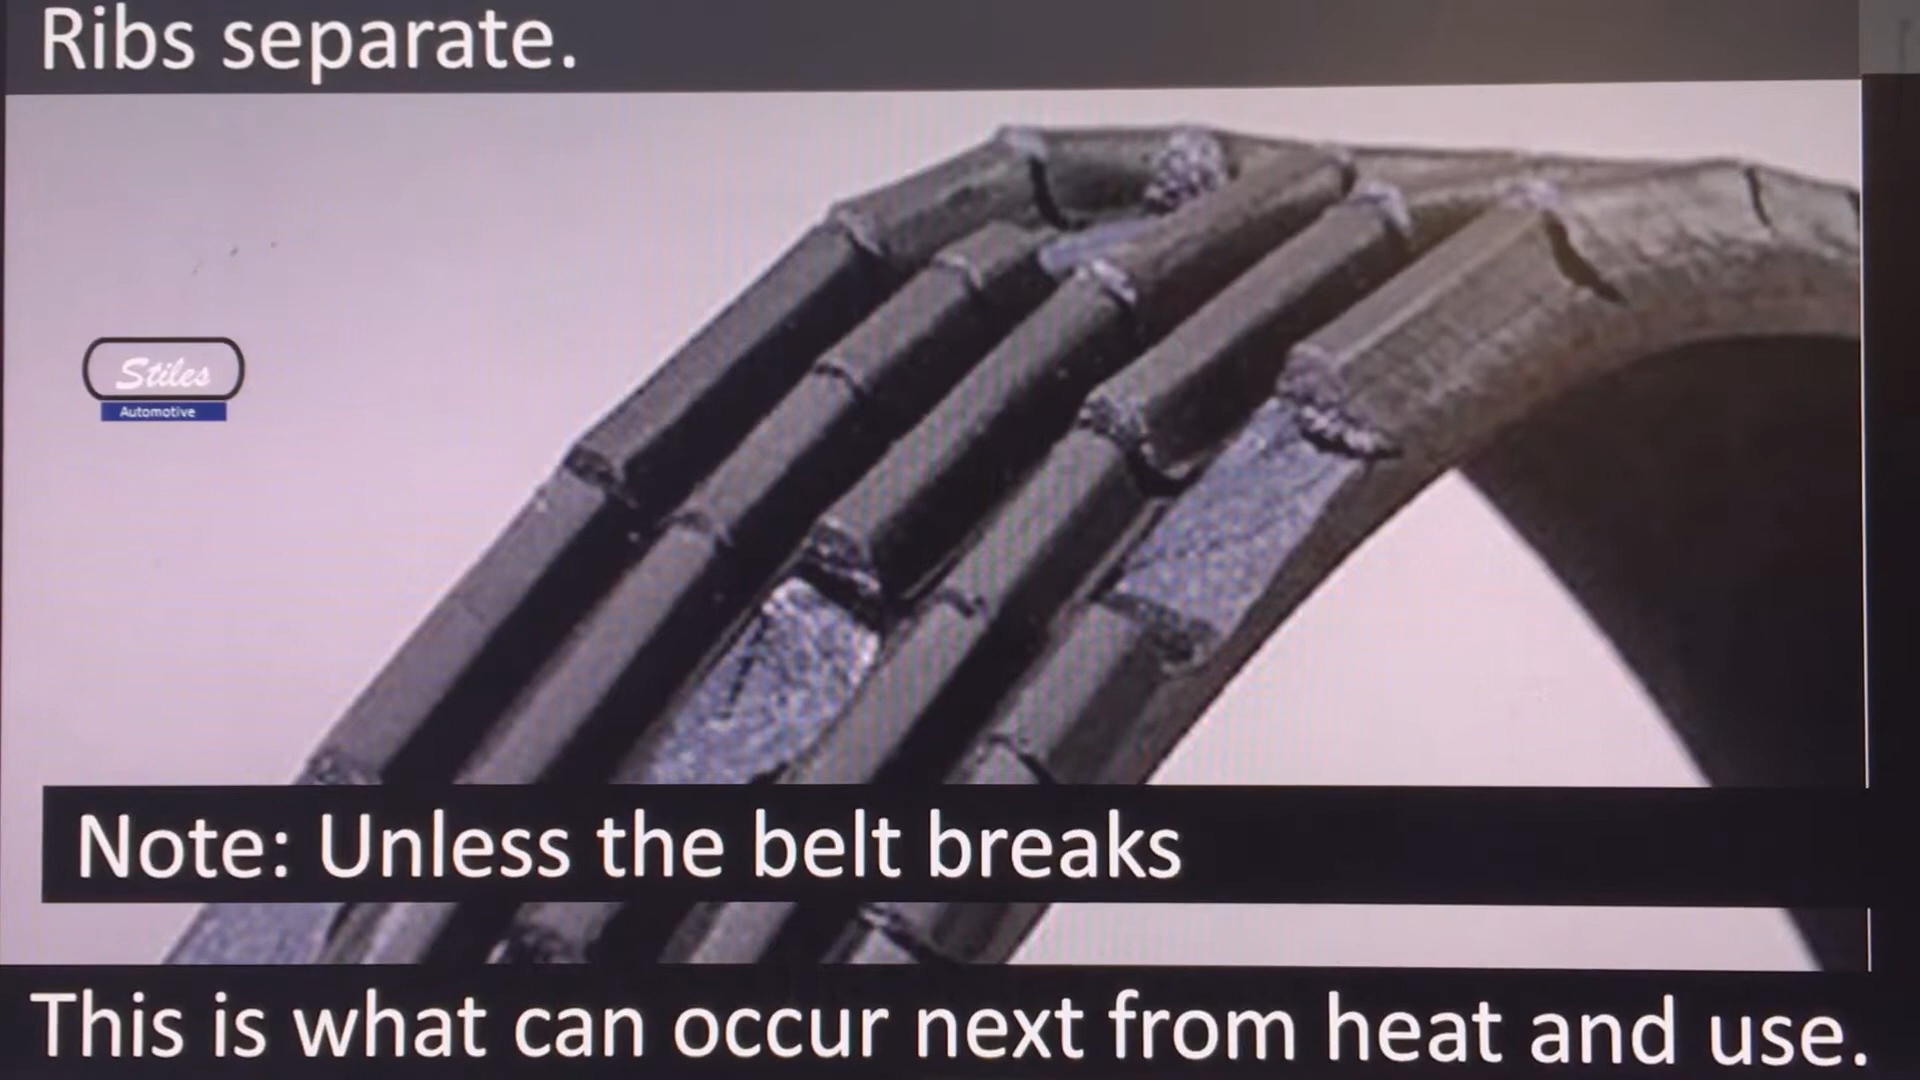 Ribs separate.
Stiles
Automotive
Note: Unless the belt breaks
This is what can occur next from heat and use.